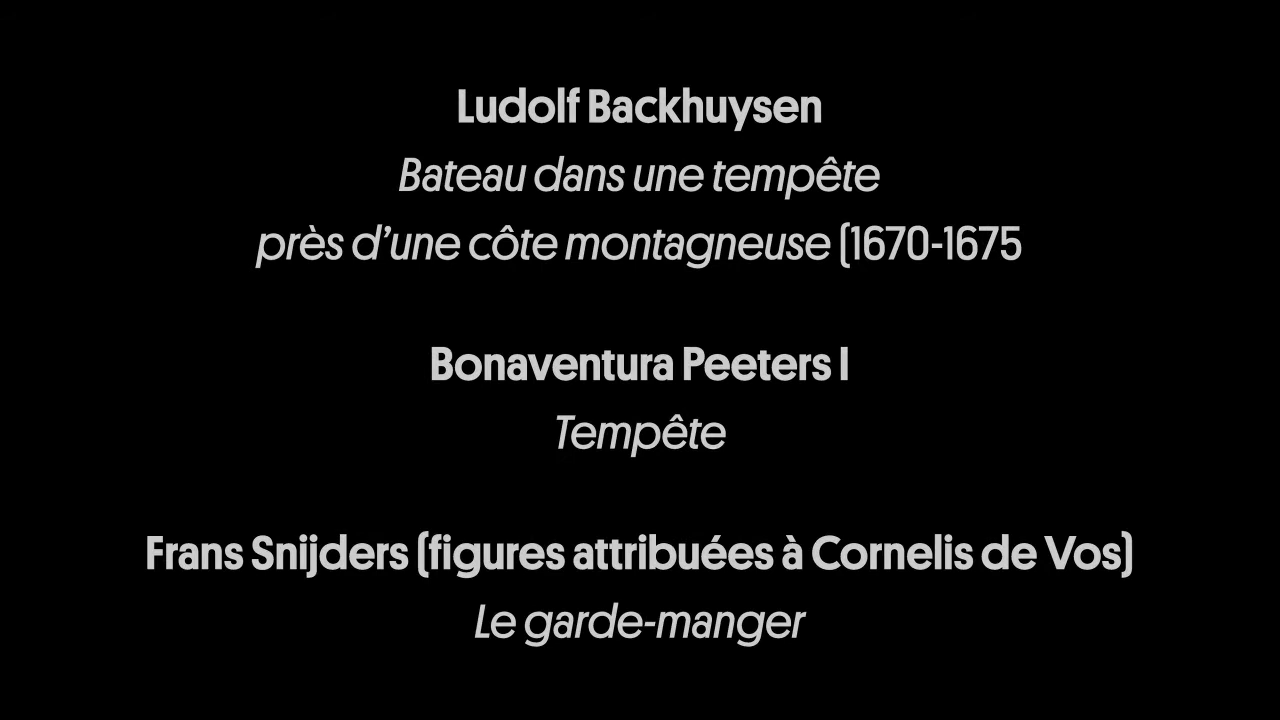 Ludolf Backhuysen
Bateau dans une tempête
près d’une côte montagneuse (1670-1675
Bonaventura Peeters I
Tempête
Frans Snijders (figures attribuées à Cornelis de Vos)
Le garde-manger